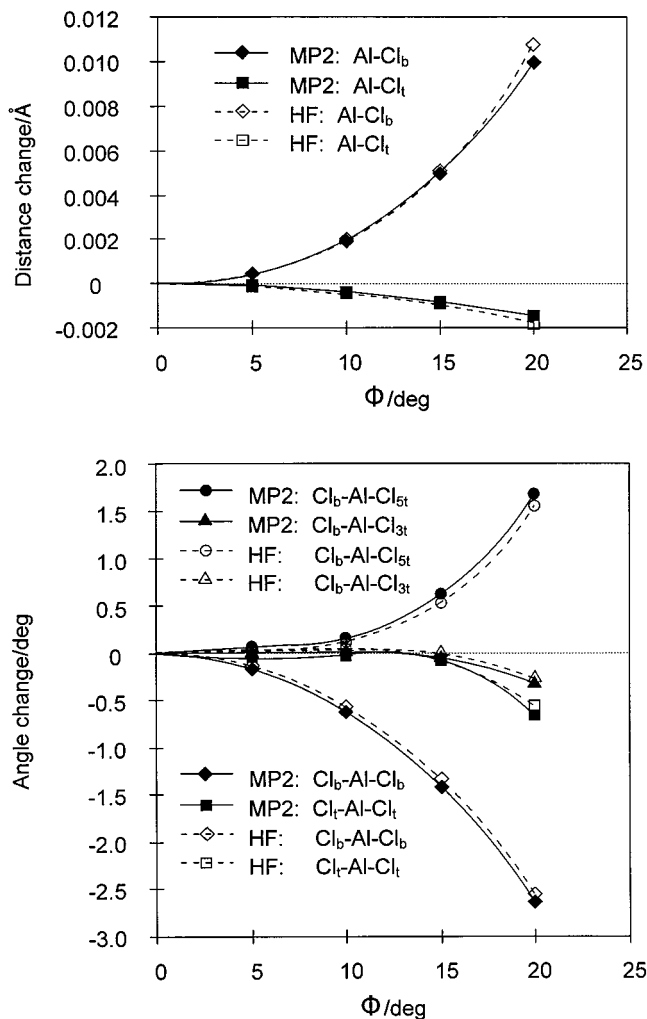 0.012
0.010
0.008
0.006
0.004
0.002
0
-0.002
Distance change/Å
MP2: Al-Clb
MP2: Al-Clt
HF: Al-Clb
HF: Al-Clt
0 5 10 15 20 25
Φ/deg
2.0
1.5
1.0
0.5
0
-0.5
-1.0
-1.5
-2.0
-2.5
-3.0
Angle change/deg
MP2: Clb-Al-Cl5t
MP2: Clb-Al-Cl3t
HF: Clb-Al-Cl5t
HF: Clb-Al-Cl3t
MP2: Clb-Al-Clb
MP2: Clt-Al-Clt
HF: Clb-Al-Clb
HF: Clt-Al-Clt
0 5 10 15 20 25
Φ/deg